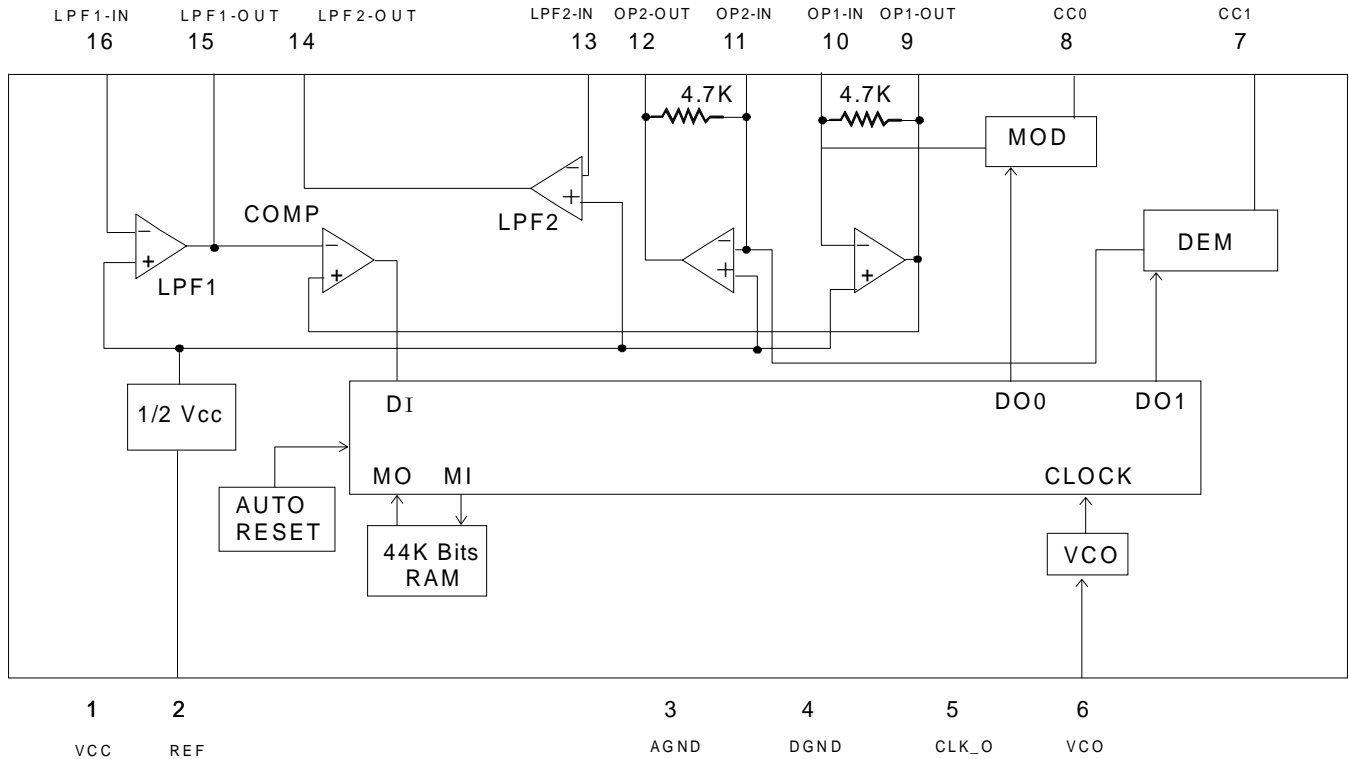 LPF1-IN LPF1-OUT LPF2-OUT LPF2-IN OP2-OUT OP2-IN OP1-IN OP1-OUT CC0 CC1
16 15 14 13 12 11 10 9 8 7
4.7K 4.7K
MOD
− + LPF1
COMP
− +
− + LPF2
− +
− +
DEM
1/2 Vcc
DI DO0 DO1
MO MI CLOCK
AUTO
RESET
44K Bits
RAM
VCO
1 2 3 4 5 6
VCC REF AGND DGND CLK_O VCO